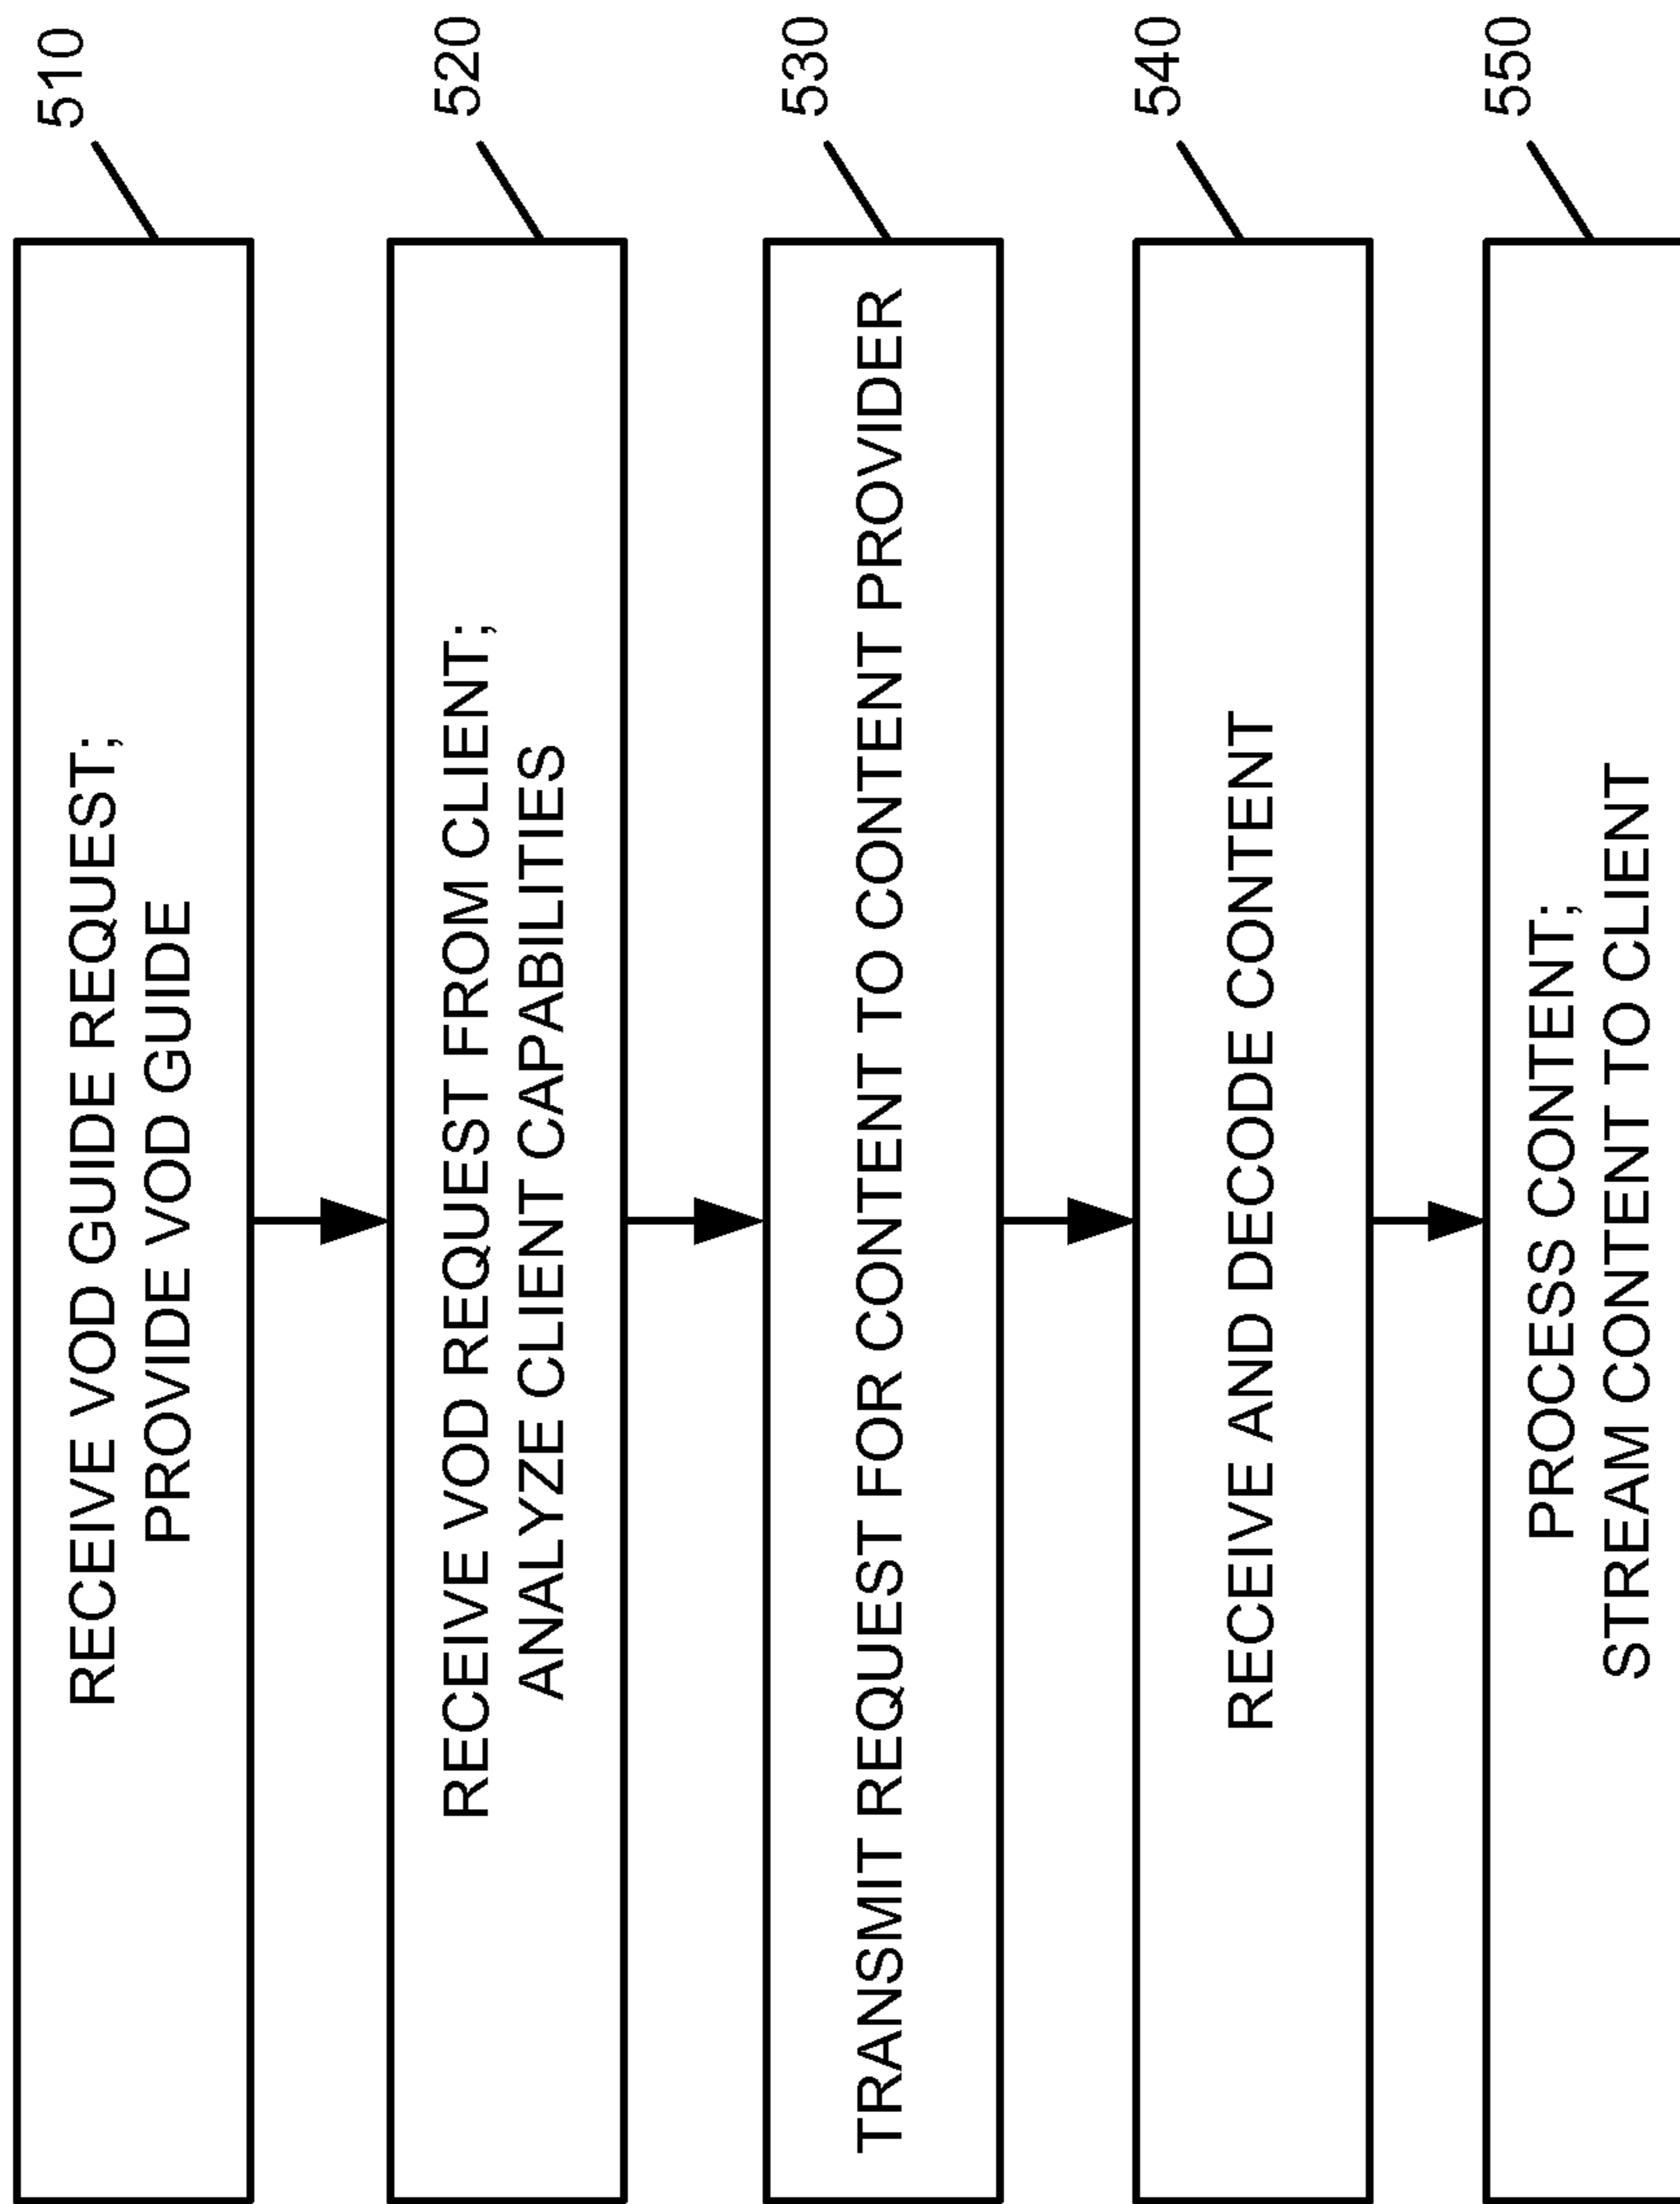 RECEIVE VOD GUIDE REQUEST;
PROVIDE VOD GUIDE
510
RECEIVE VOD REQUEST FROM CLIENT;
ANALYZE CLIENT CAPABILITIES
520
TRANSMIT REQUEST FOR CONTENT TO CONTENT PROVIDER
530
RECEIVE AND DECODE CONTENT
540
PROCESS CONTENT;
STREAM CONTENT TO CLIENT
550